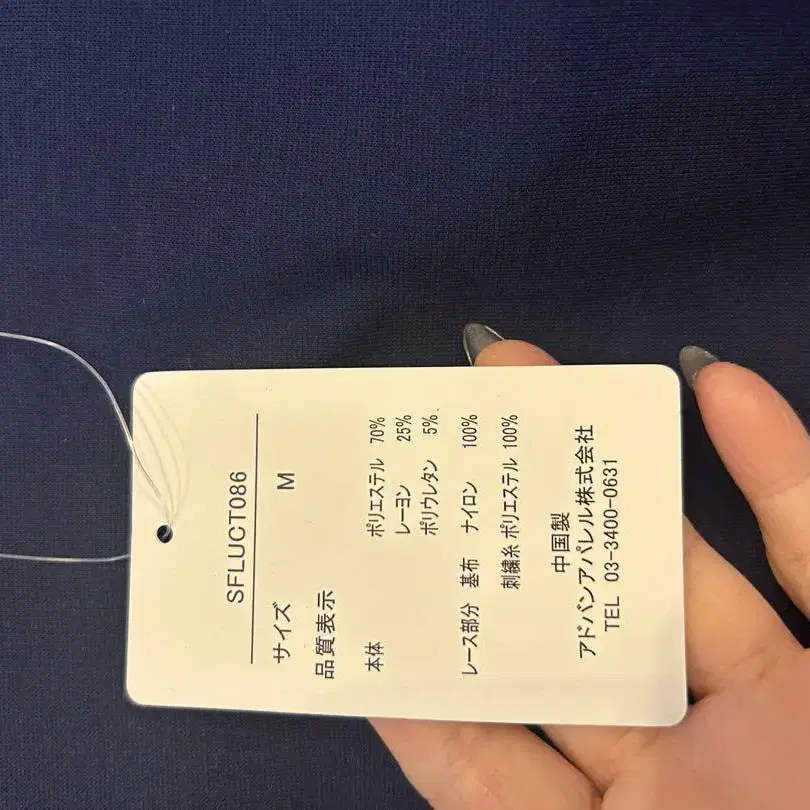 SFLUCT086
サイズ M
品質表示
本体 ポリエステル 70%
レーヨン 25%
ポリウレタン 5%
レース部分 基布 ナイロン 100%
刺繍糸 ポリエステル 100%
中国製
アドバンアパレル株式会社
TEL 03-3400-0631